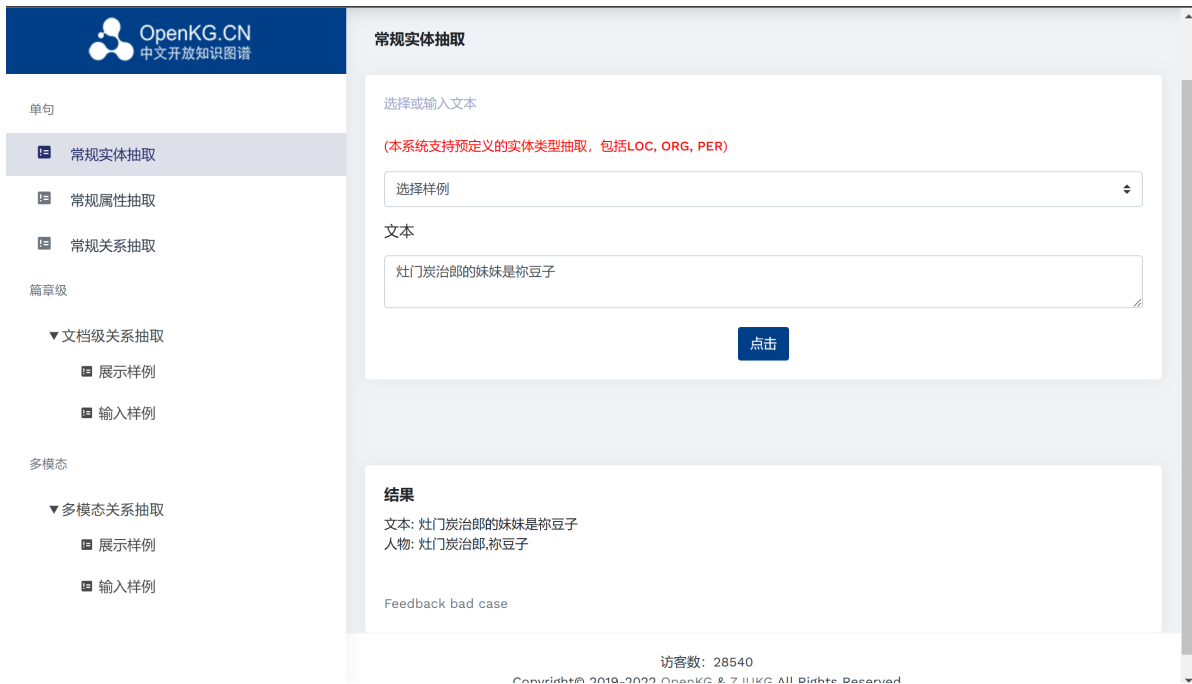 OpenKG.CN
中文开放知识图谱
单句
常规实体抽取
常规属性抽取
常规关系抽取
篇章级
▼文档级关系抽取
展示样例
输入样例
多模态
▼多模态关系抽取
展示样例
输入样例
常规实体抽取
选择或输入文本
(本系统支持预定义的实体类型抽取，包括LOC, ORG, PER)
选择样例
文本
灶门炭治郎的妹妹是祢豆子
点击
结果
文本: 灶门炭治郎的妹妹是祢豆子
人物: 灶门炭治郎,祢豆子
Feedback bad case
访客数：28540
Copyright© 2019-2022 OpenKG & ZJUKG All Rights Reserved